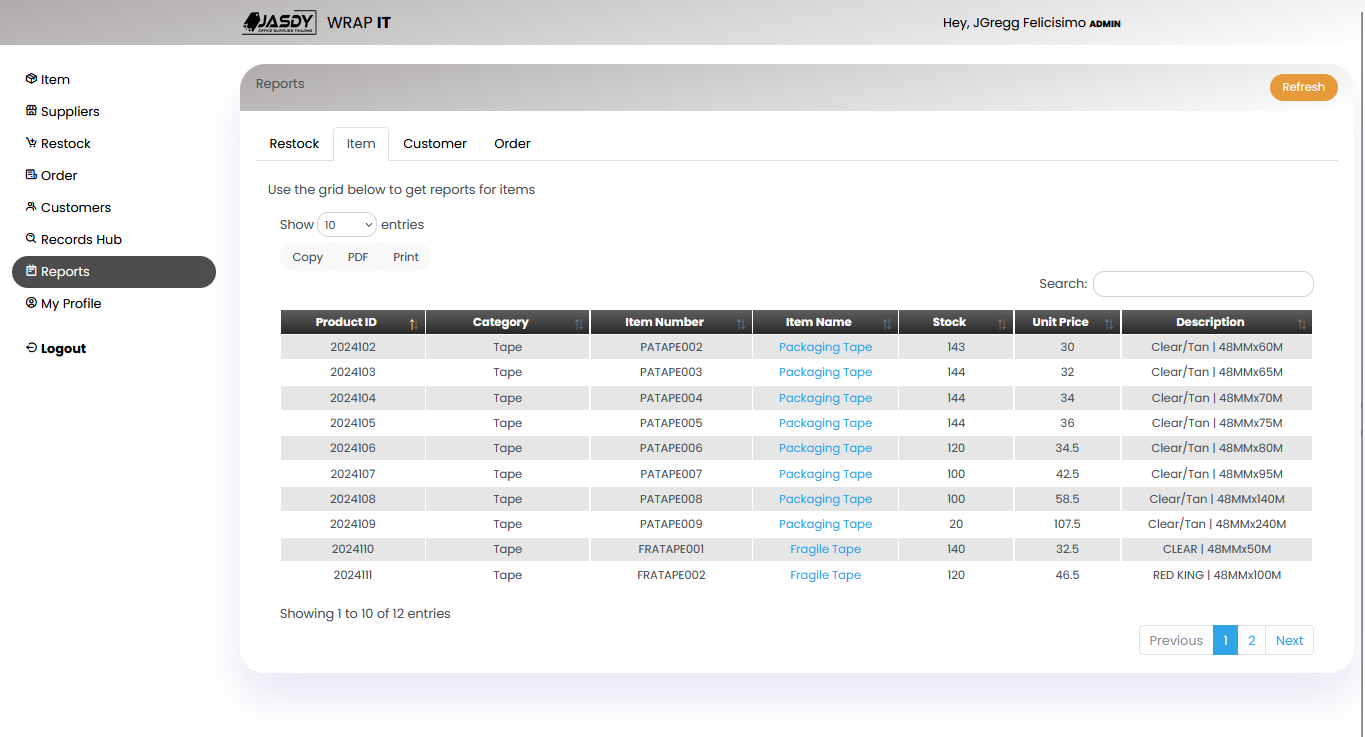 JASDY
OFFICE SUPPLIES TRADING
WRAP IT
Hey, JGregg Felicisimo ADMIN
Item
Suppliers
Restock
Order
Customers
Records Hub
Reports
My Profile
Logout
Reports
Refresh
Restock Item Customer Order
Use the grid below to get reports for items
Show 10 entries
Copy PDF Print
Search:
Product ID Category Item Number Item Name Stock Unit Price Description
2024102 Tape PATAPE002 Packaging Tape 143 30 Clear/Tan | 48MMx60M
2024103 Tape PATAPE003 Packaging Tape 144 32 Clear/Tan | 48MMx65M
2024104 Tape PATAPE004 Packaging Tape 144 34 Clear/Tan | 48MMx70M
2024105 Tape PATAPE005 Packaging Tape 144 36 Clear/Tan | 48MMx75M
2024106 Tape PATAPE006 Packaging Tape 120 34.5 Clear/Tan | 48MMx80M
2024107 Tape PATAPE007 Packaging Tape 100 42.5 Clear/Tan | 48MMx95M
2024108 Tape PATAPE008 Packaging Tape 100 58.5 Clear/Tan | 48MMx140M
2024109 Tape PATAPE009 Packaging Tape 20 107.5 Clear/Tan | 48MMx240M
2024110 Tape FRATAPE001 Fragile Tape 140 32.5 CLEAR | 48MMx50M
2024111 Tape FRATAPE002 Fragile Tape 120 46.5 RED KING | 48MMx100M
Showing 1 to 10 of 12 entries
Previous 1 2 Next